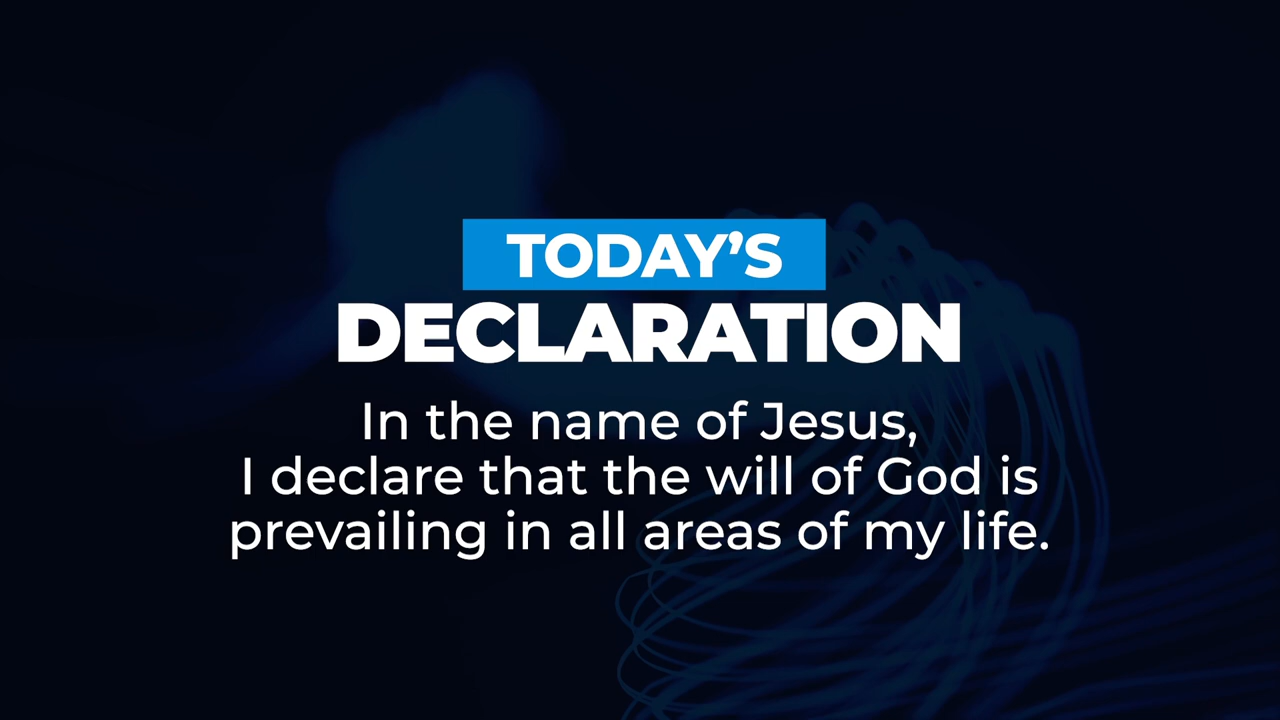 TODAY’S
DECLARATION
In the name of Jesus,
I declare that the will of God is
prevailing in all areas of my life.